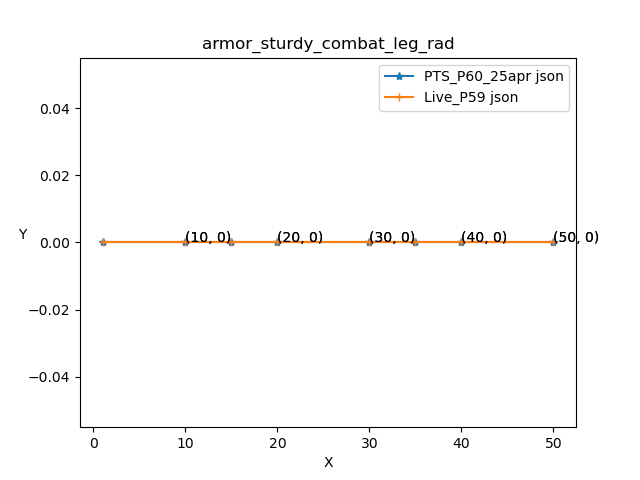 armor_sturdy_combat_leg_rad
PTS_P60_25apr json
Live_P59 json
0.04
0.02
0.00
−0.02
−0.04
Y
(10, 0) (20, 0) (30, 0) (40, 0) (50, 0)
0 10 20 30 40 50
X